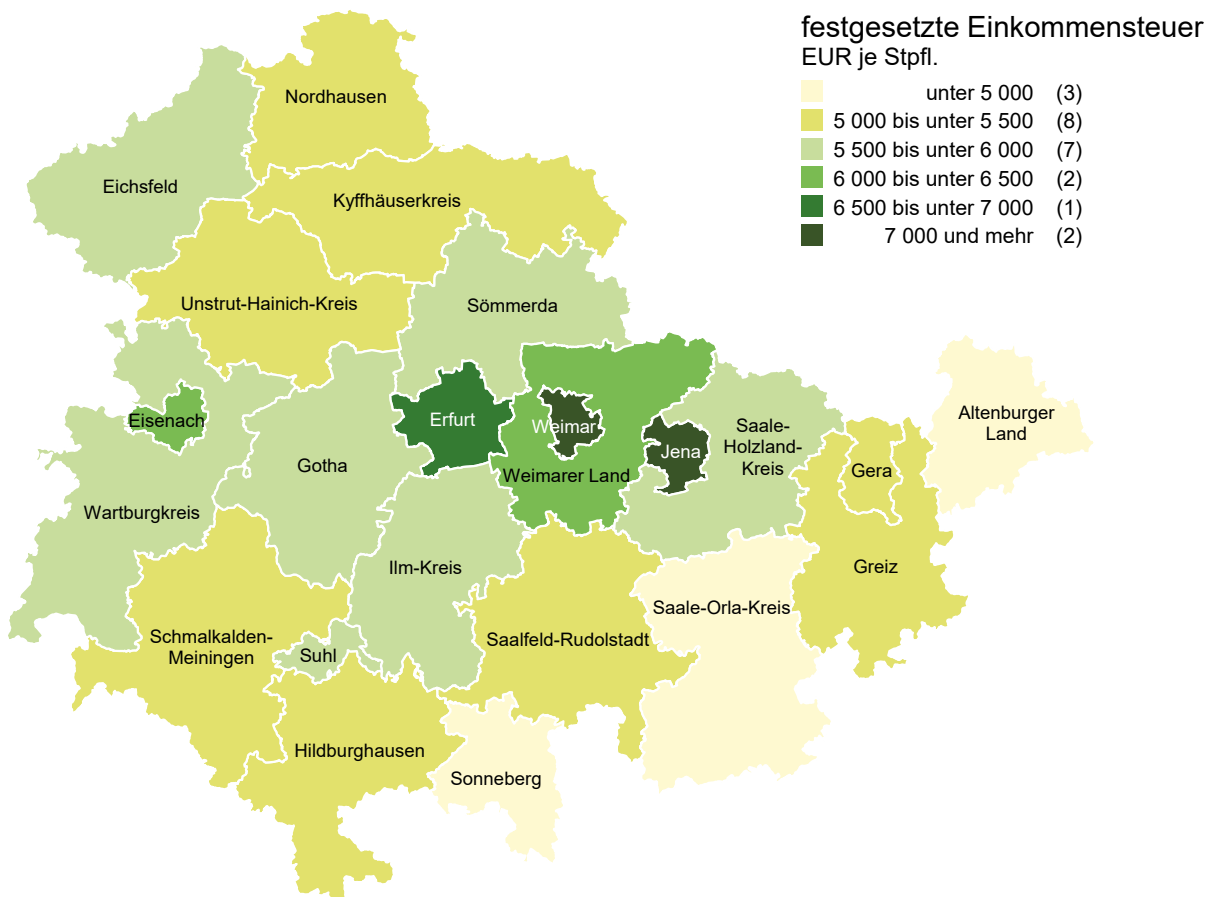 festgesetzte Einkommensteuer
EUR je Stpfl.
unter 5 000 (3)
5 000 bis unter 5 500 (8)
5 500 bis unter 6 000 (7)
6 000 bis unter 6 500 (2)
6 500 bis unter 7 000 (1)
7 000 und mehr (2)
Nordhausen
Eichsfeld
Kyffhäuserkreis
Unstrut-Hainich-Kreis
Sömmerda
Eisenach
Erfurt
Weimar
Altenburger
Land
Saale-
Holzland-
Kreis
Jena
Gotha
Weimarer Land
Gera
Wartburgkreis
Ilm-Kreis
Greiz
Saale-Orla-Kreis
Schmalkalden-
Meiningen
Suhl
Saalfeld-Rudolstadt
Hildburghausen
Sonneberg